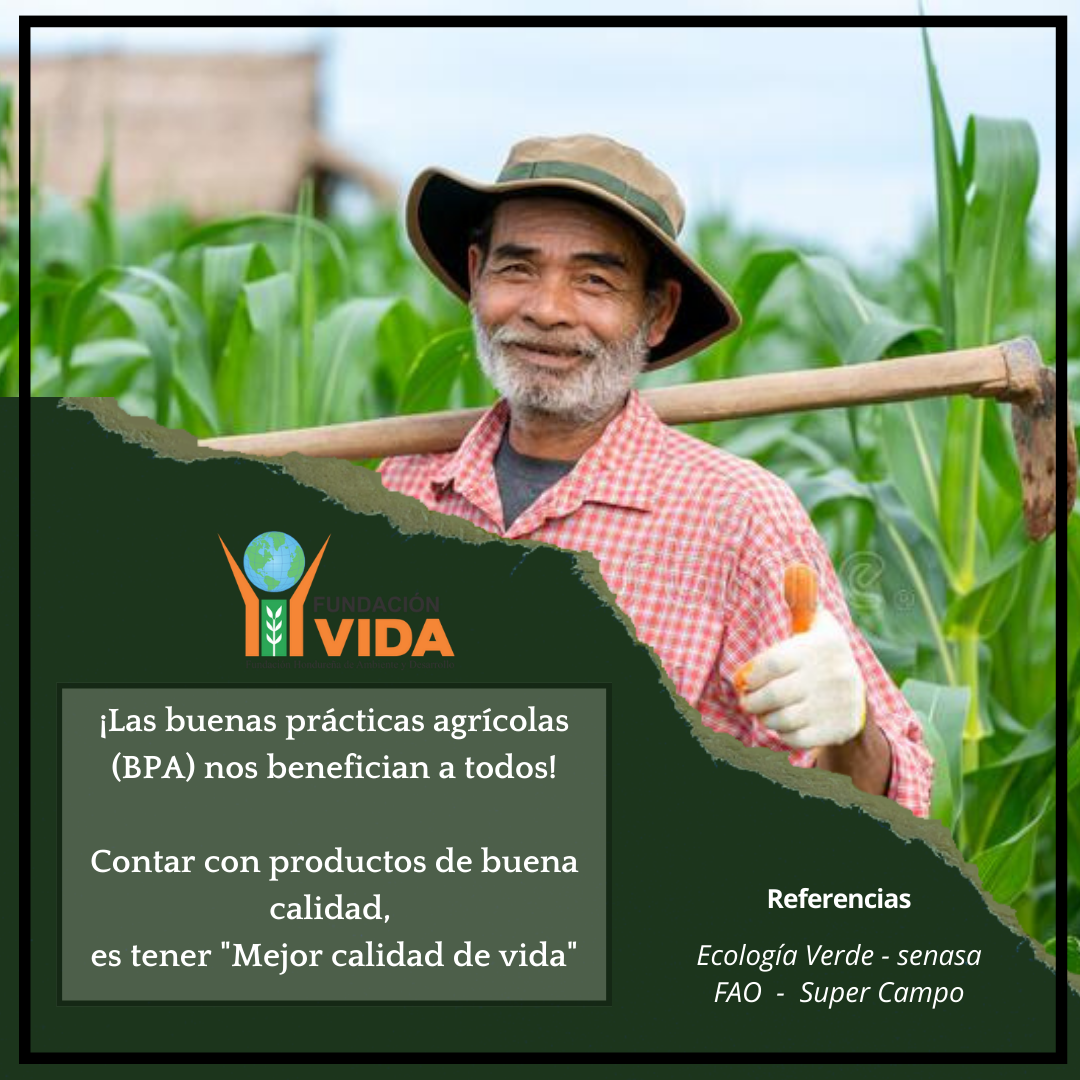 FUNDACIÓN
VIDA
¡Las buenas prácticas agrícolas
(BPA) nos benefician a todos!
Contar con productos de buena
calidad,
es tener "Mejor calidad de vida"
Referencias
Ecología Verde - senasa
FAO - Super Campo